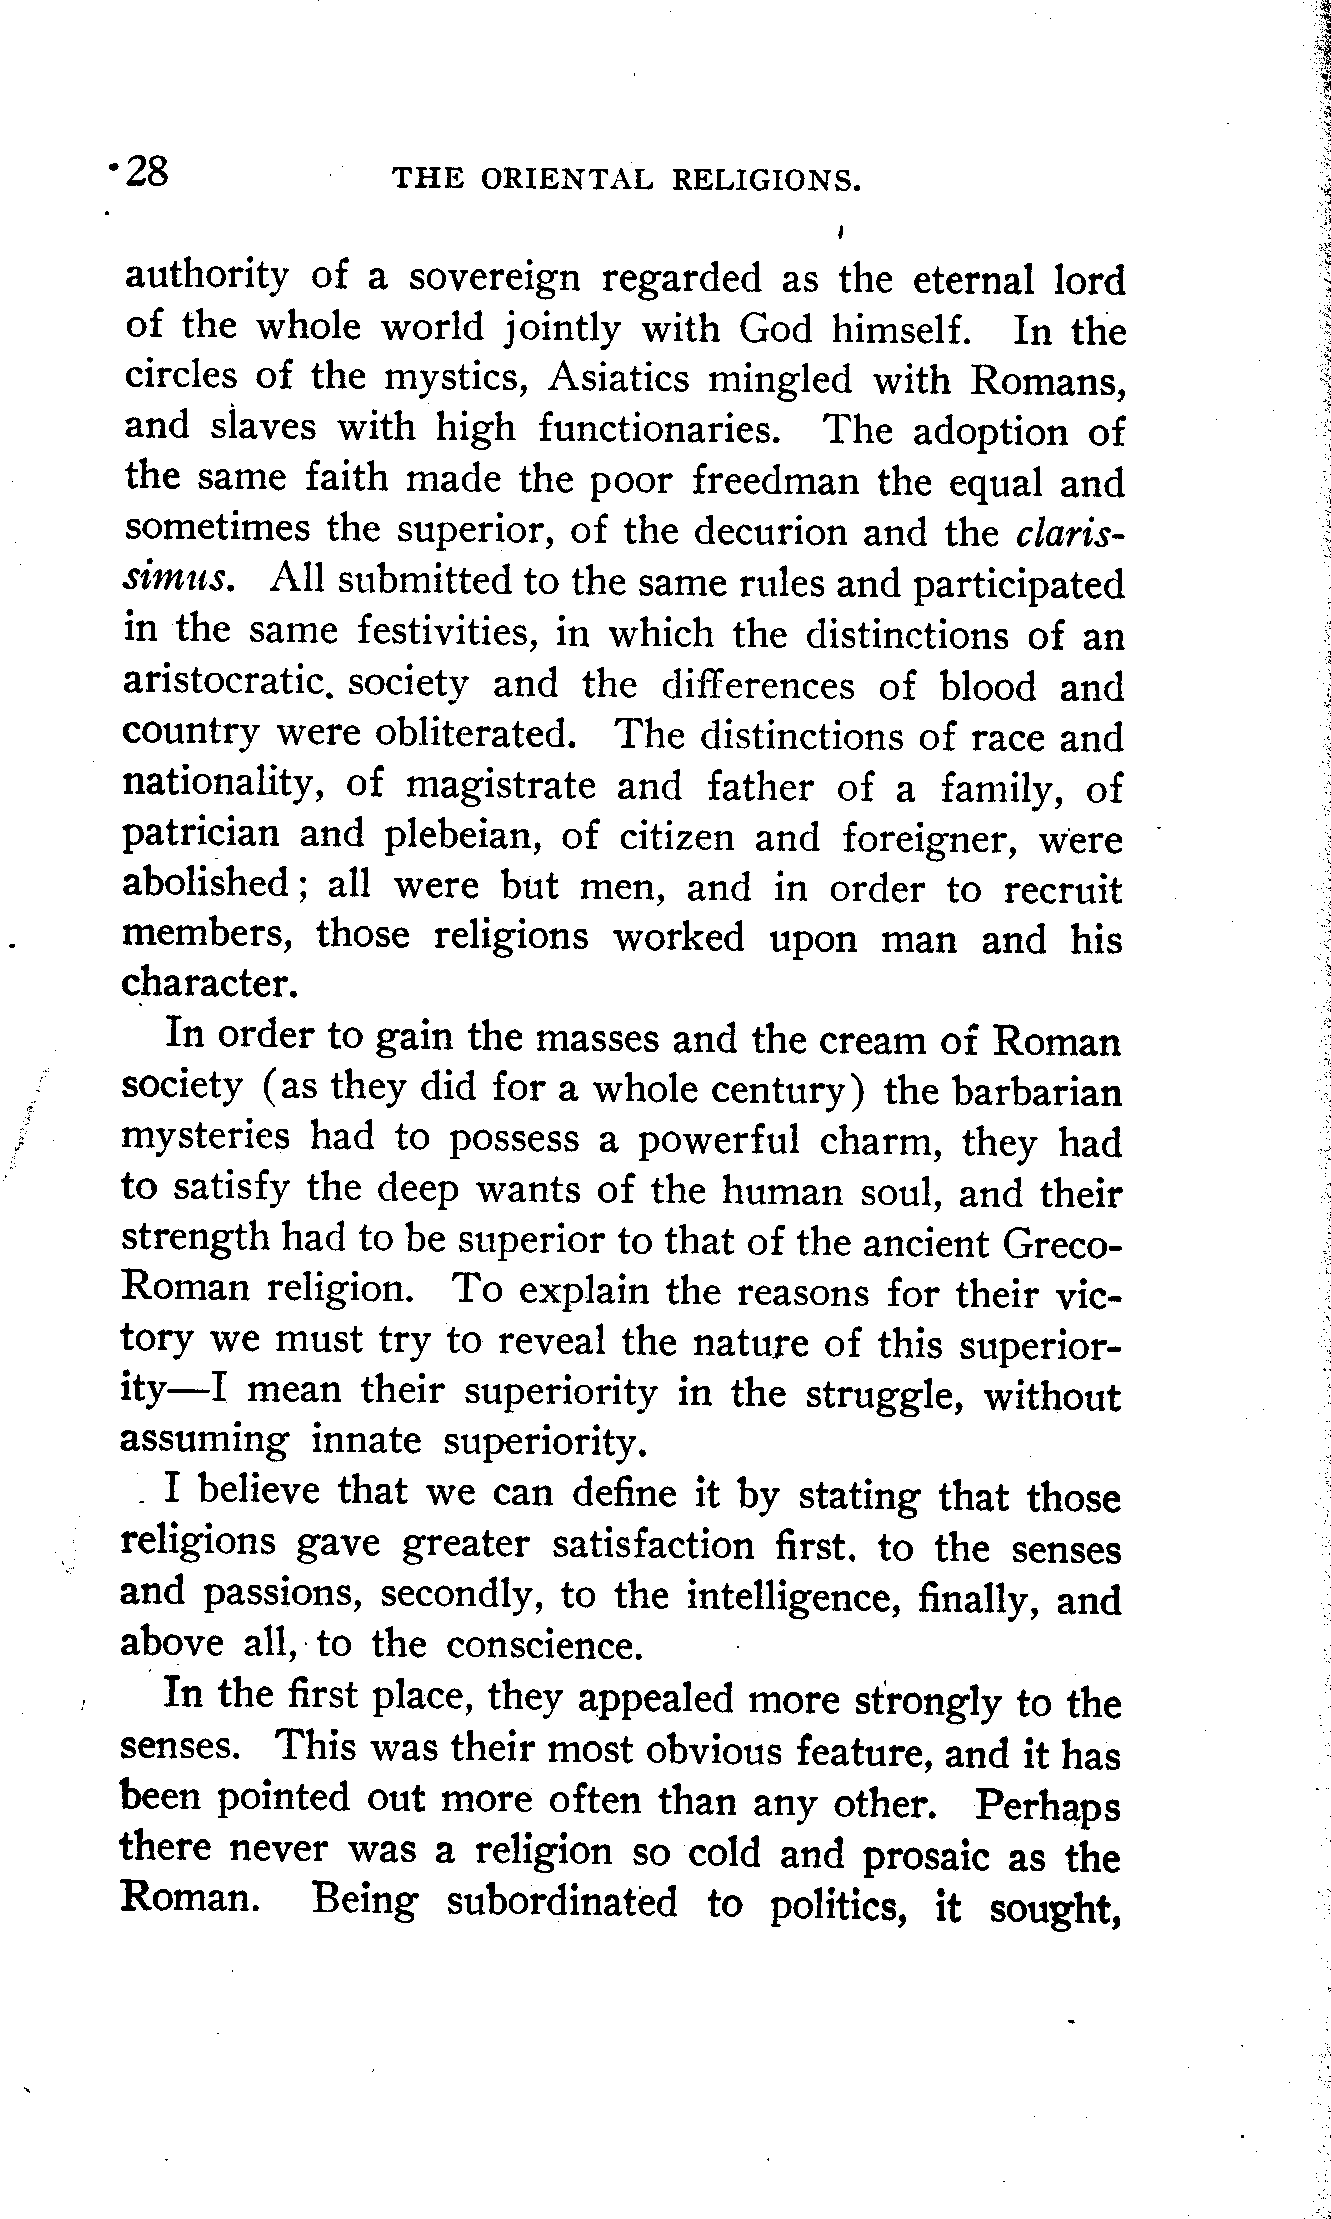 28 THE ORIENTAL RELIGIONS.
authority of a sovereign regarded as the eternal lord
of the whole world jointly with God himself. In the
circles of the mystics, Asiatics mingled with Romans,
and slaves with high functionaries. The adoption of
the same faith made the poor freedman the equal and
sometimes the superior, of the decurion and the claris-
simus. All submitted to the same rules and participated
in the same festivities, in which the distinctions of an
aristocratic. society and the differences of blood and
country were obliterated. The distinctions of race and
nationality, of magistrate and father of a family, of
patrician and plebeian, of citizen and foreigner, were
abolished; all were but men, and in order to recruit
members, those religions worked upon man and his
character.
In order to gain the masses and the cream of Roman
society (as they did for a whole century) the barbarian
mysteries had to possess a powerful charm, they had
to satisfy the deep wants of the human soul, and their
strength had to be superior to that of the ancient Greco-
Roman religion. To explain the reasons for their vic-
tory we must try to reveal the nature of this superior-
ity—I mean their superiority in the struggle, without
assuming innate superiority.
I believe that we can define it by stating that those
religions gave greater satisfaction first. to the senses
and passions, secondly, to the intelligence, finally, and
above all, to the conscience.
In the first place, they appealed more strongly to the
senses. This was their most obvious feature, and it has
been pointed out more often than any other. Perhaps
there never was a religion so cold and prosaic as the
Roman. Being subordinated to politics, it sought,